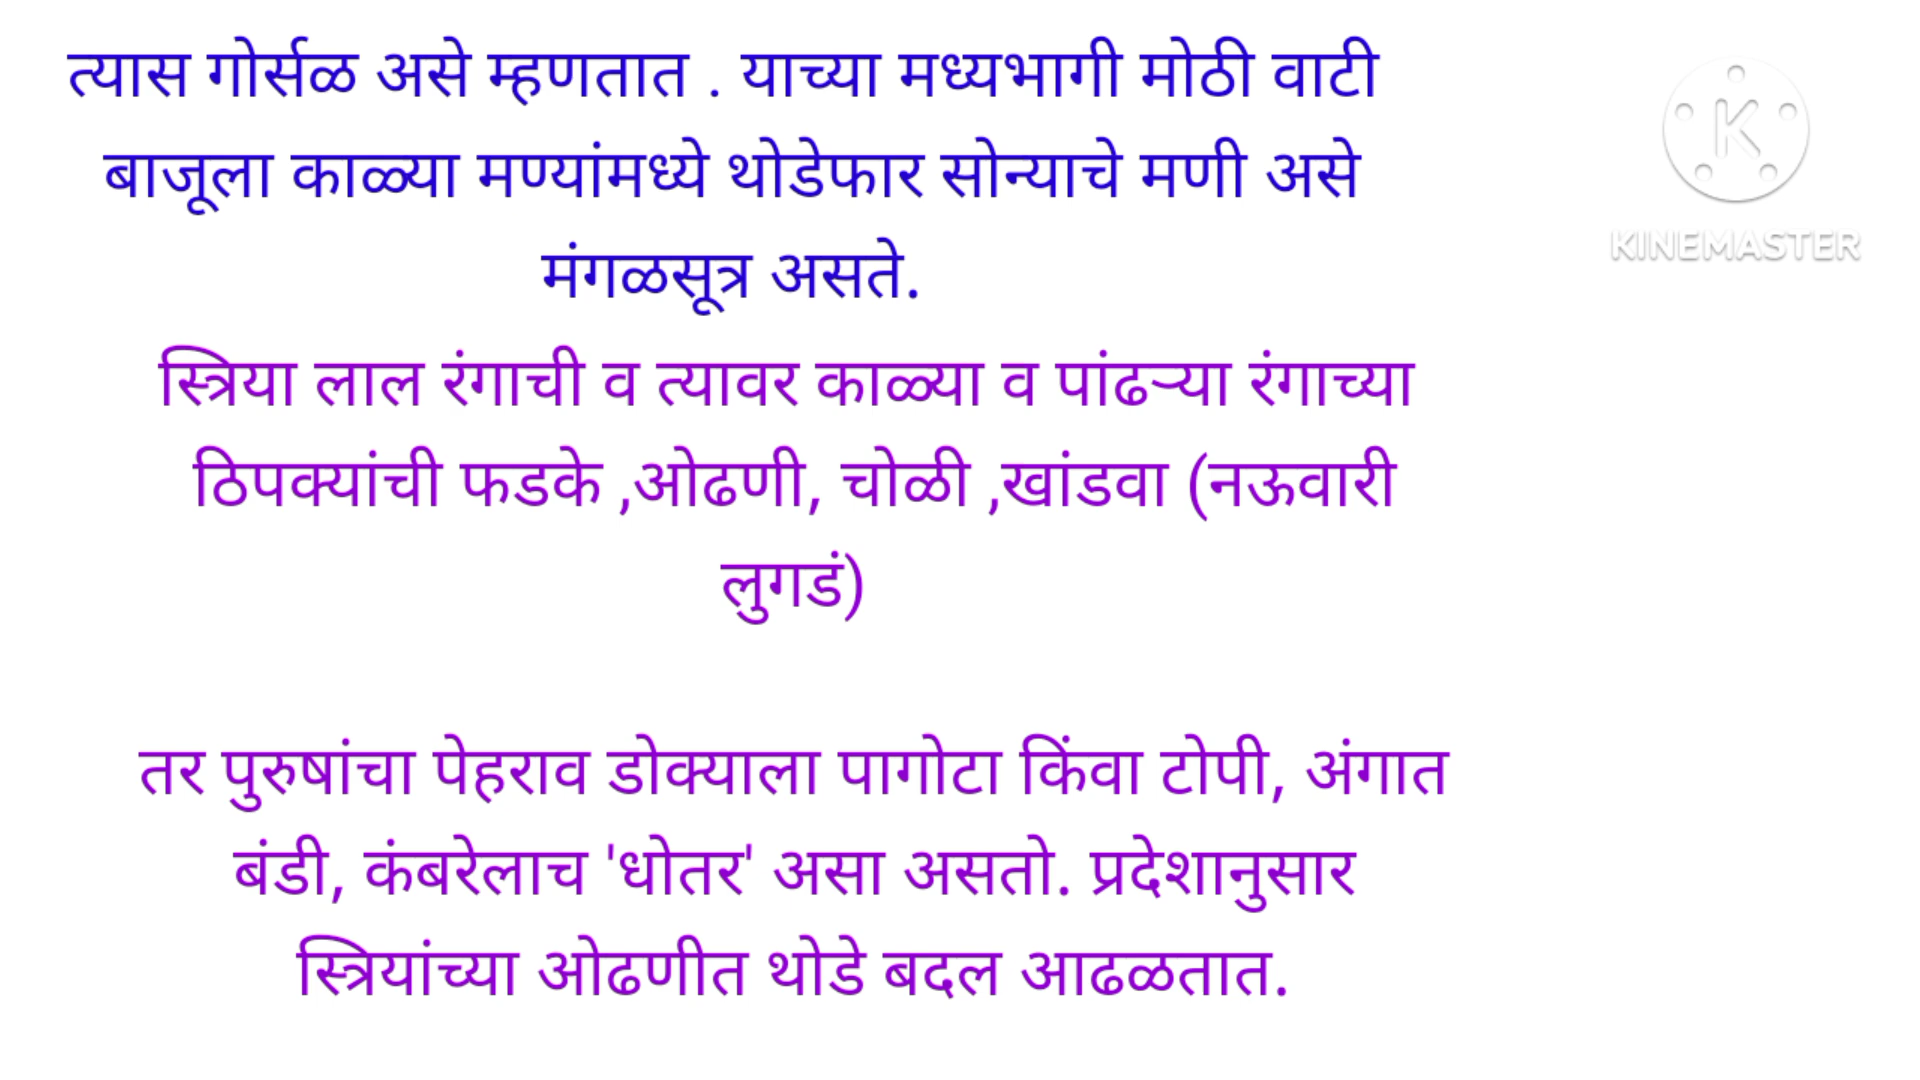 त्यास गोर्सळ असे म्हणतात . याच्या मध्यभागी मोठी वाटी
बाजूला काळ्या मण्यांमध्ये थोडेफार सोन्याचे मणी असे
मंगळसूत्र असते.
स्त्रिया लाल रंगाची व त्यावर काळ्या व पांढऱ्या रंगाच्या
ठिपक्यांची फडके ,ओढणी, चोळी ,खांडवा (नऊवारी
लुगडं)
तर पुरुषांचा पेहराव डोक्याला पागोटा किंवा टोपी, अंगात
बंडी, कंबरेलाच 'धोतर' असा असतो. प्रदेशानुसार
स्त्रियांच्या ओढणीत थोडे बदल आढळतात.
K
KINEMASTER